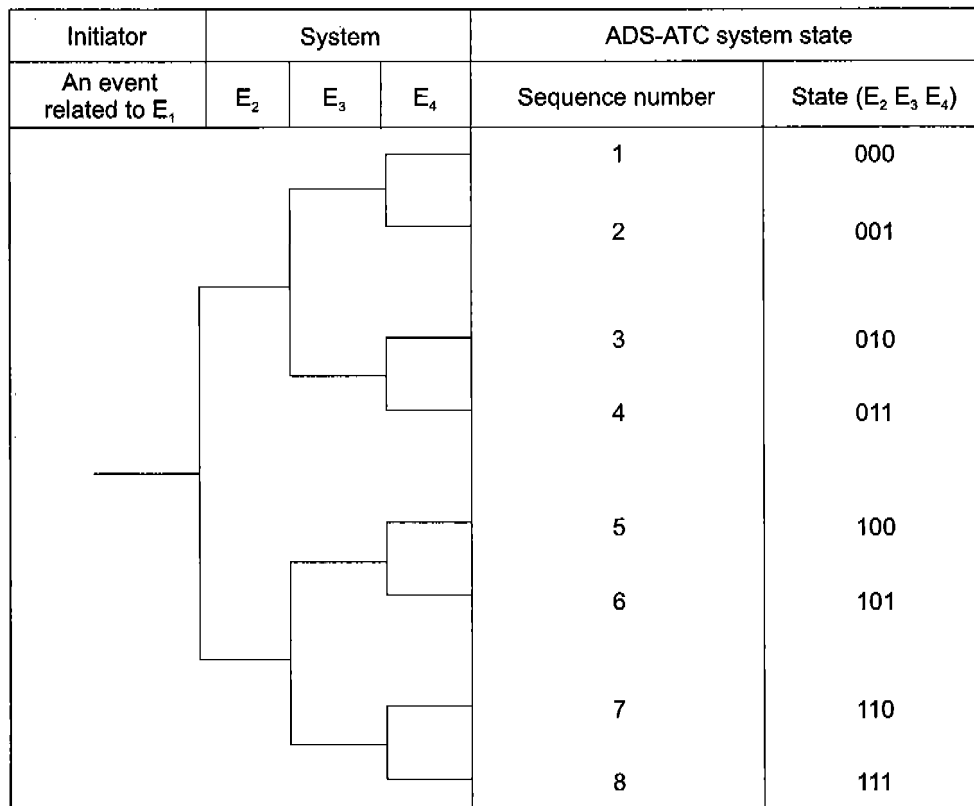 Initiator System ADS-ATC system state
An event
related to E₁ E₂ E₃ E₄ Sequence number State (E₂ E₃ E₄)
1 000
2 001
3 010
4 011
5 100
6 101
7 110
8 111